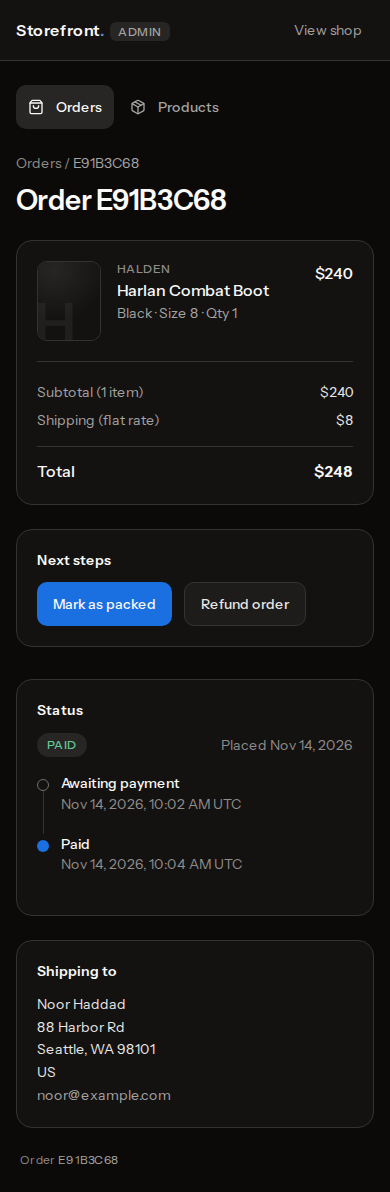 Storefront. ADMIN
View shop
Orders
Products
Orders / E91B3C68
Order E91B3C68
H
HALDEN
Harlan Combat Boot
$240
Black · Size 8 · Qty 1
Subtotal (1 item)
$240
Shipping (flat rate)
$8
Total
$248
Next steps
Mark as packed
Refund order
Status
PAID
Placed Nov 14, 2026
Awaiting payment
Nov 14, 2026, 10:02 AM UTC
Paid
Nov 14, 2026, 10:04 AM UTC
Shipping to
Noor Haddad
88 Harbor Rd
Seattle, WA 98101
US
noor@example.com
Order E91B3C68